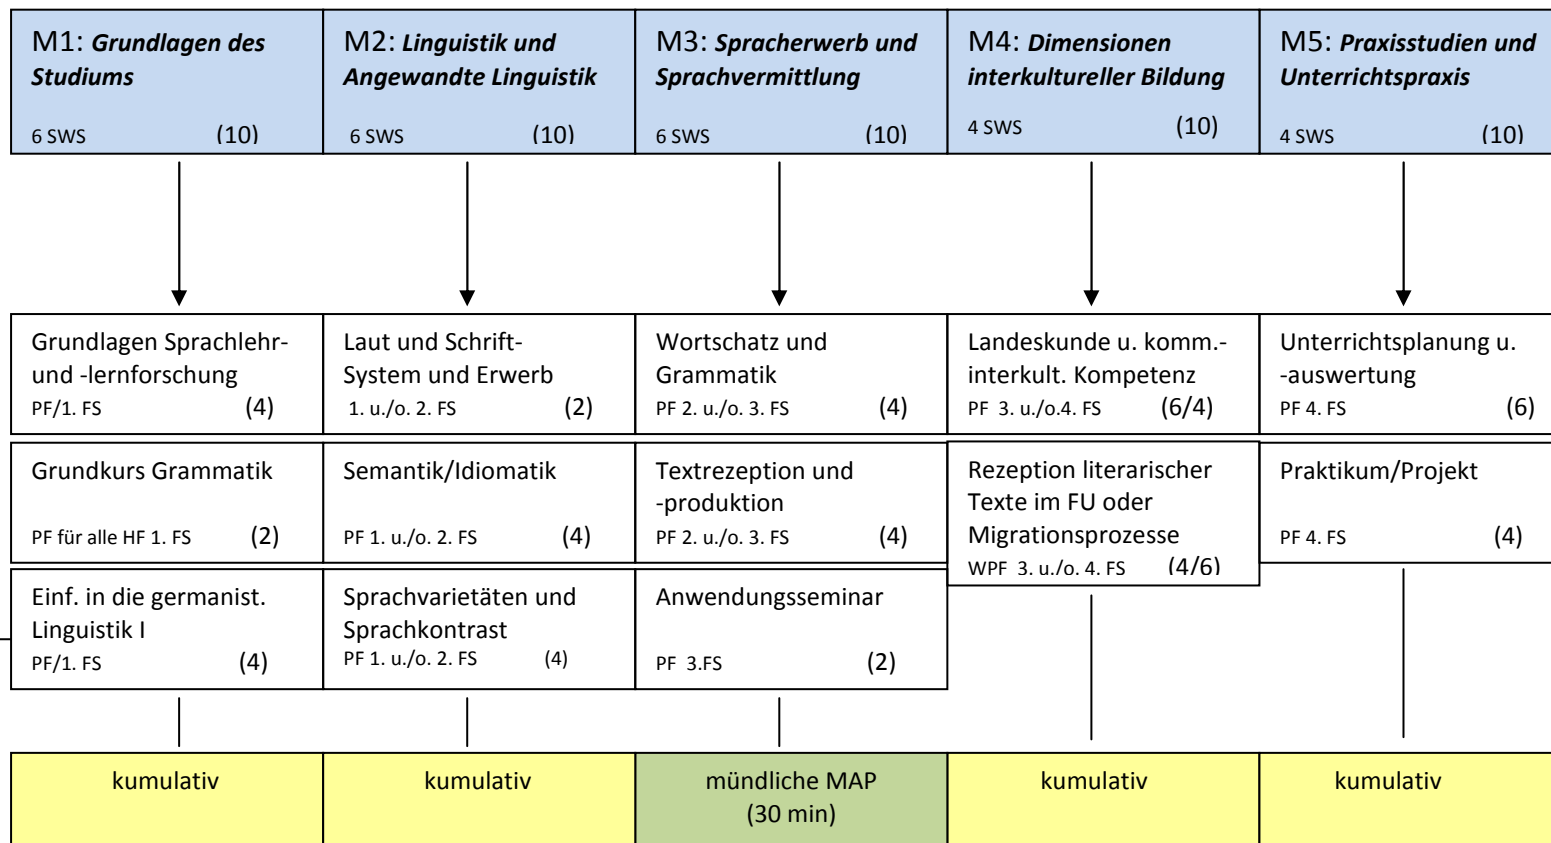 M1: Grundlagen des
Studiums
6 SWS (10)
M2: Linguistik und
Angewandte Linguistik
6 SWS (10)
M3: Spracherwerb und
Sprachvermittlung
6 SWS (10)
M4: Dimensionen
interkultureller Bildung
4 SWS (10)
M5: Praxisstudien und
Unterrichtspraxis
4 SWS (10)
Grundlagen Sprachlehr-
und -lernforschung
PF/1. FS (4)
Laut und Schrift-
System und Erwerb
1. u./o. 2. FS (2)
Wortschatz und
Grammatik
PF 2. u./o. 3. FS (4)
Landeskunde u. komm.-
interkult. Kompetenz
PF 3. u./o.4. FS (6/4)
Unterrichtsplanung u.
-auswertung
PF 4. FS (6)
Grundkurs Grammatik
PF für alle HF 1. FS (2)
Semantik/Idiomatik
PF 1. u./o. 2. FS (4)
Textrezeption und
-produktion
PF 2. u./o. 3. FS (4)
Rezeption literarischer
Texte im FU oder
Migrationsprozesse
WPF 3. u./o. 4. FS (4/6)
Praktikum/Projekt
PF 4. FS (4)
Einf. in die germanist.
Linguistik I
PF/1. FS (4)
Sprachvarietäten und
Sprachkontrast
PF 1. u./o. 2. FS (4)
Anwendungsseminar
PF 3.FS (2)
kumulativ
kumulativ
mündliche MAP
(30 min)
kumulativ
kumulativ